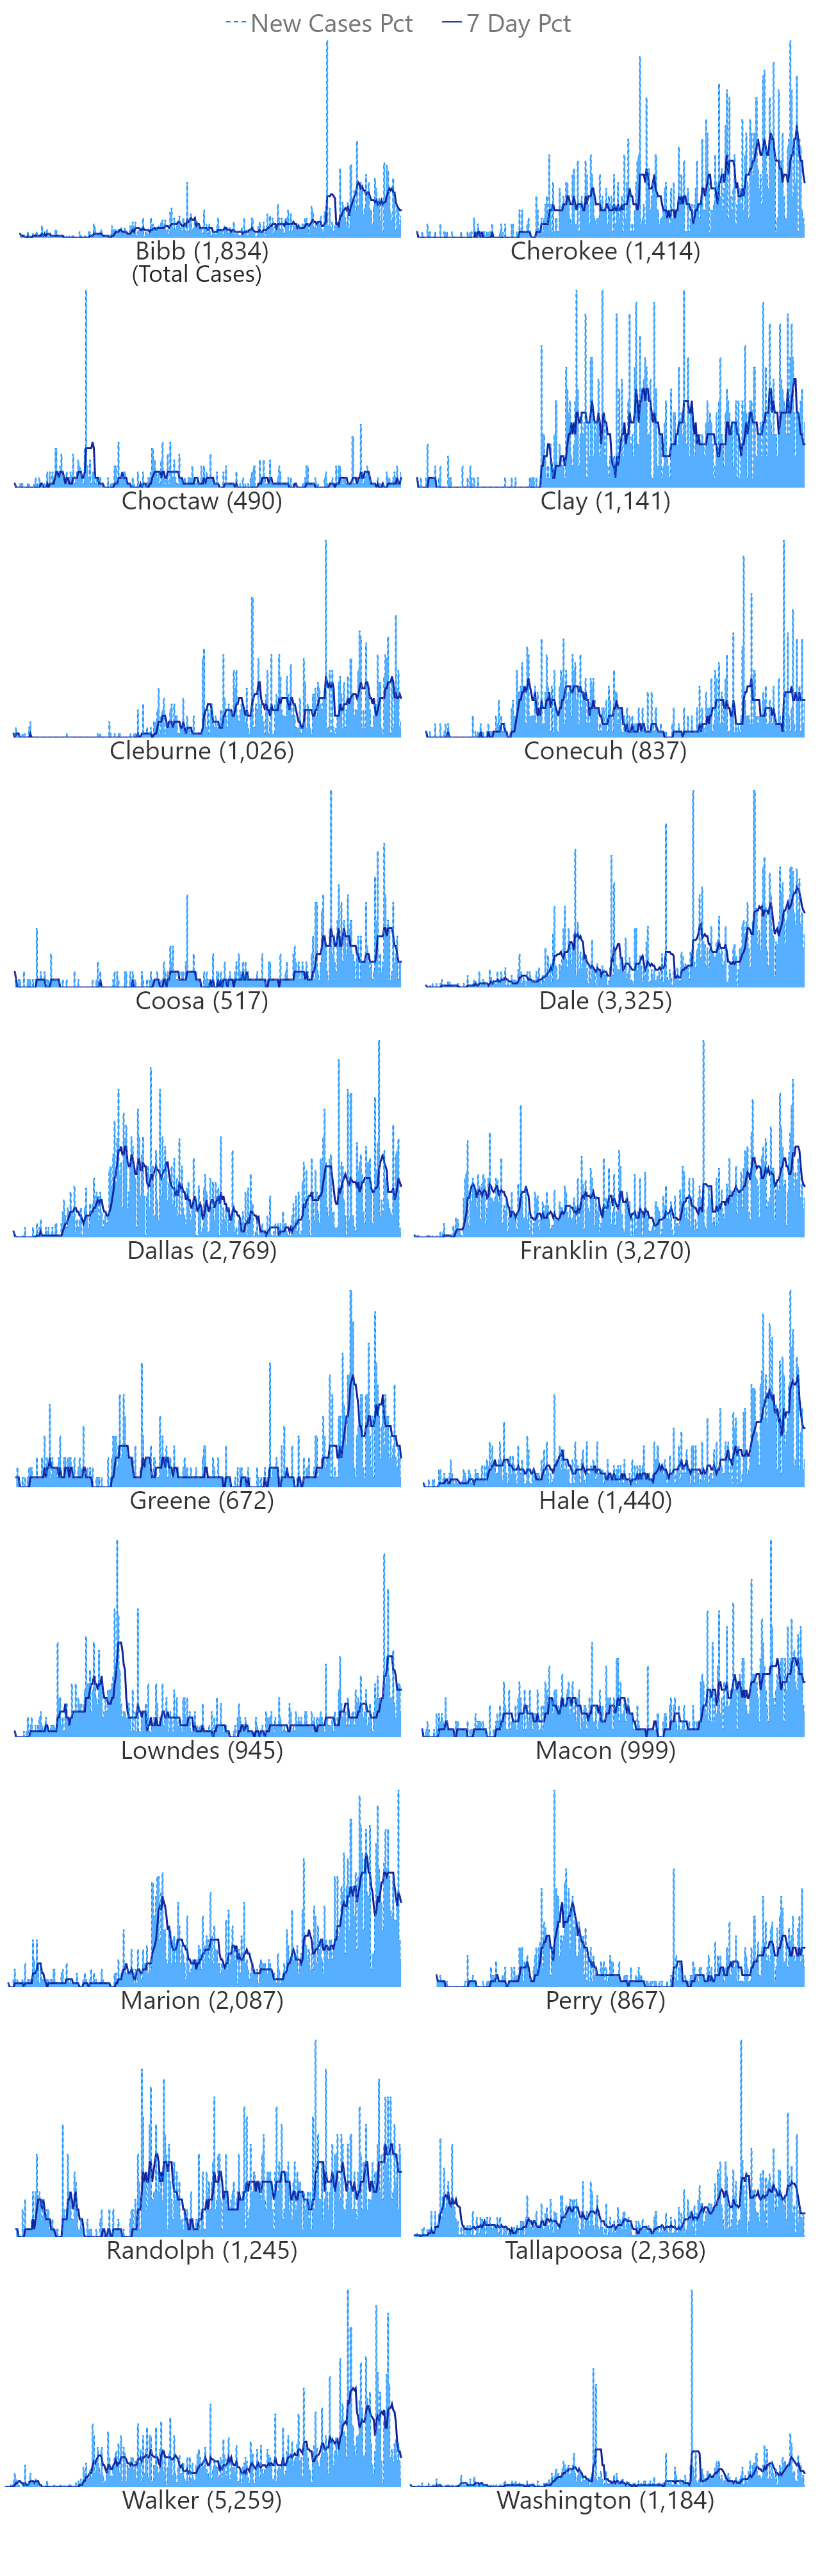 New Cases Pct 7 Day Pct
Bibb (1,834) Cherokee (1,414)
(Total Cases)
Choctaw (490) Clay (1,141)
Cleburne (1,026) Conecuh (837)
Coosa (517) Dale (3,325)
Dallas (2,769) Franklin (3,270)
Greene (672) Hale (1,440)
Lowndes (945) Macon (999)
Marion (2,087) Perry (867)
Randolph (1,245) Tallapoosa (2,368)
Walker (5,259) Washington (1,184)